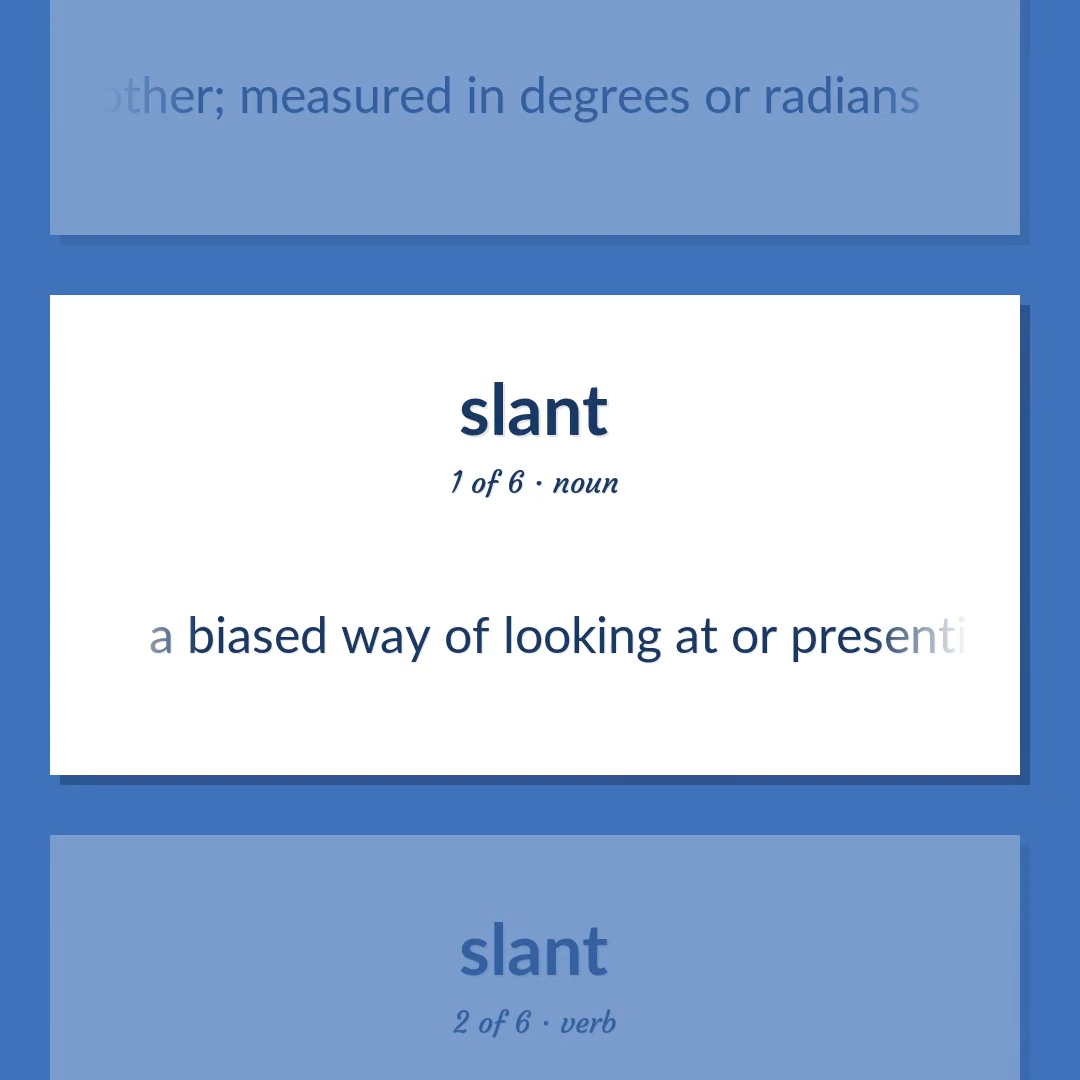 other; measured in degrees or radians
slant
1 of 6 · noun
a biased way of looking at or presenti
slant
2 of 6 · verb